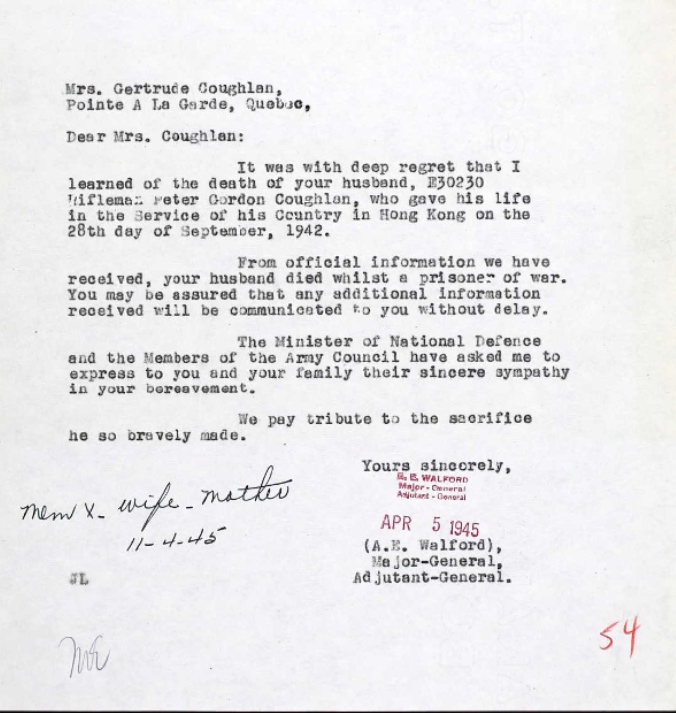 Mrs. Gertrude Coughlan,
Pointe A La Garde, Quebec,
Dear Mrs. Coughlan:
It was with deep regret that I
learned of the death of your husband, E30230
Rifleman Peter Gordon Coughlan, who gave his life
in the Service of his Country in Hong Kong on the
28th day of September, 1942.
From official information we have
received, your husband died whilst a prisoner of war.
You may be assured that any additional information
received will be communicated to you without delay.
The Minister of National Defence
and the Members of the Army Council have asked me to
express to you and your family their sincere sympathy
in your bereavement.
We pay tribute to the sacrifice
he so bravely made.
Yours sincerely,
E. WALFORD
Major - General
Adjutant - General
APR 5 1945
(A.E. Walford),
Major-General,
Adjutant-General.
Mem X - wife - mother
11-4-45
JL
54